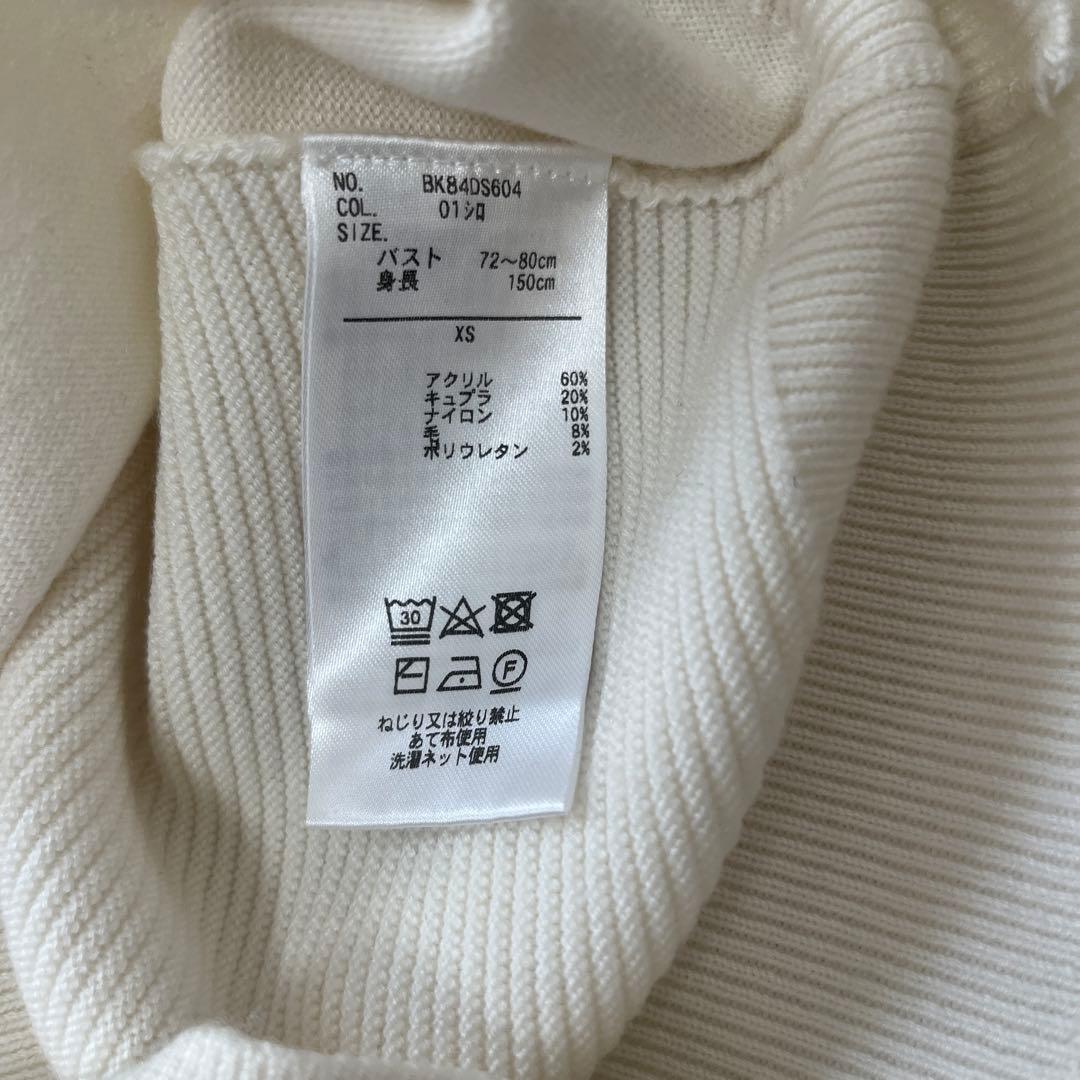 NO. BK84DS604
COL. 01シロ
SIZE.
バスト 72～80cm
身長 150cm
XS
アクリル 60%
キュプラ 20%
ナイロン 10%
毛 8%
ポリウレタン 2%
30
F
ねじり又は絞り禁止
あて布使用
洗濯ネット使用